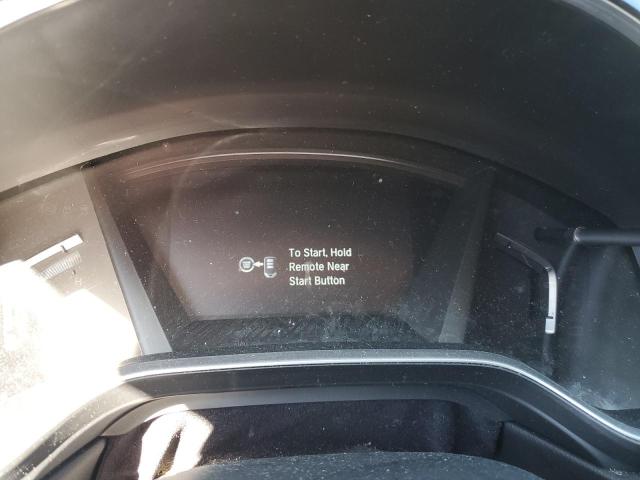 To Start, Hold
Remote Near
Start Button